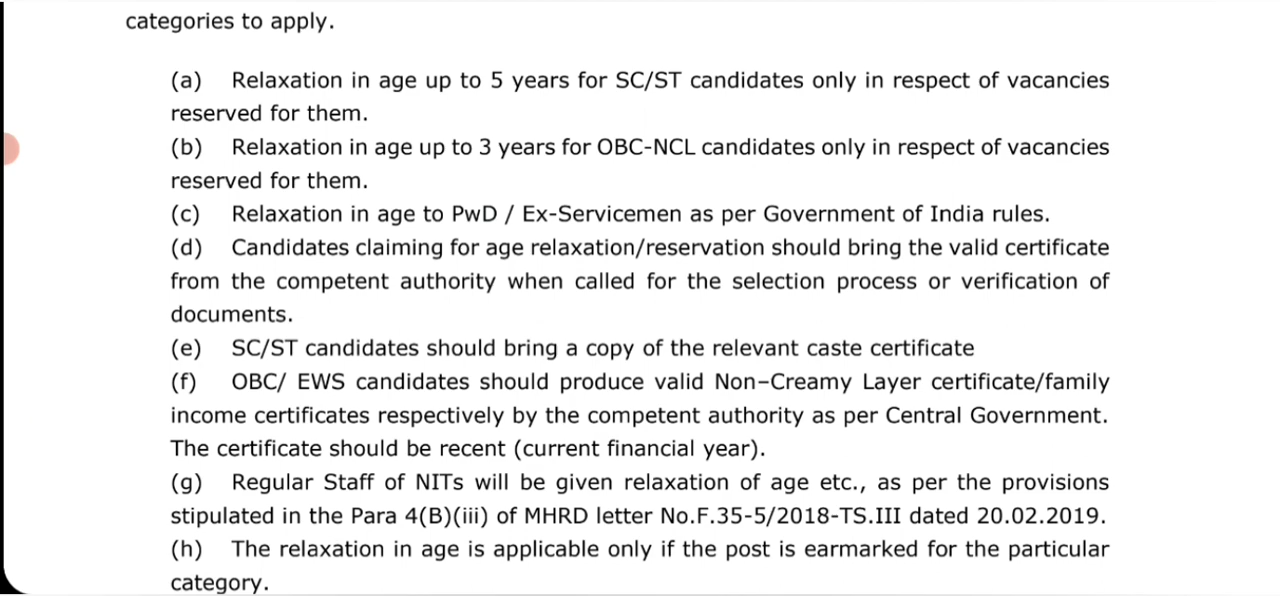 categories to apply.
(a) Relaxation in age up to 5 years for SC/ST candidates only in respect of vacancies
reserved for them.
(b) Relaxation in age up to 3 years for OBC-NCL candidates only in respect of vacancies
reserved for them.
(c) Relaxation in age to PwD / Ex-Servicemen as per Government of India rules.
(d) Candidates claiming for age relaxation/reservation should bring the valid certificate
from the competent authority when called for the selection process or verification of
documents.
(e) SC/ST candidates should bring a copy of the relevant caste certificate
(f) OBC/ EWS candidates should produce valid Non–Creamy Layer certificate/family
income certificates respectively by the competent authority as per Central Government.
The certificate should be recent (current financial year).
(g) Regular Staff of NITs will be given relaxation of age etc., as per the provisions
stipulated in the Para 4(B)(iii) of MHRD letter No.F.35-5/2018-TS.III dated 20.02.2019.
(h) The relaxation in age is applicable only if the post is earmarked for the particular
category.